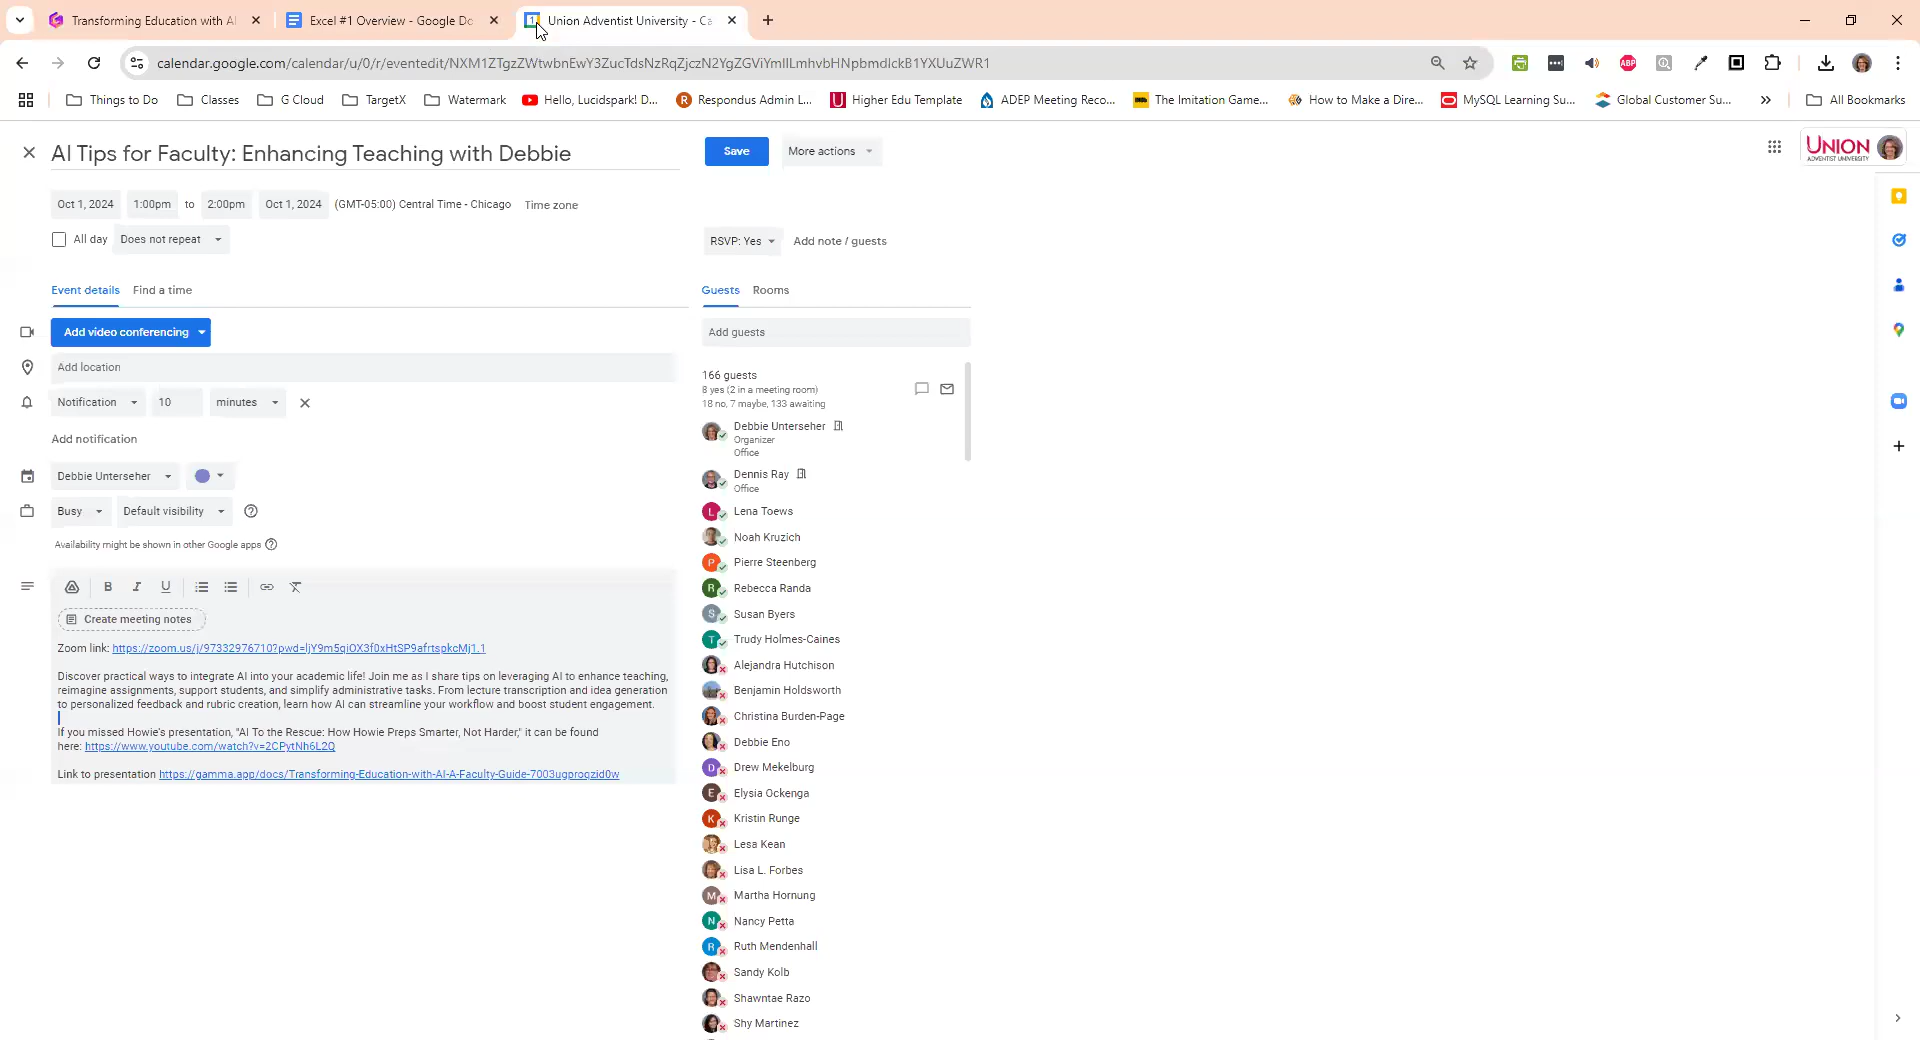 Transforming Education with AI
Excel #1 Overview - Google Do
Union Adventist University - Ca
calendar.google.com/calendar/u/0/r/eventedit/NXM1ZTgzZWtwbnEwY3ZucTdsNzRqZjczN2YgZGViYmllLmhvbHNpbmdlckB1YXUuZWR1
Things to Do
Classes
G Cloud
TargetX
Watermark
Hello, Lucidspark! D...
Respondus Admin L...
Higher Edu Template
ADEP Meeting Reco...
The Imitation Game...
How to Make a Dire...
MySQL Learning Su...
Global Customer Su...
All Bookmarks
AI Tips for Faculty: Enhancing Teaching with Debbie
Save
More actions
UNION
ADVENTIST UNIVERSITY
Oct 1, 2024 1:00pm to 2:00pm Oct 1, 2024 (GMT-05:00) Central Time - Chicago Time zone
All day Does not repeat
RSVP: Yes Add note / guests
Event details Find a time
Guests Rooms
Add video conferencing
Add guests
Add location
Notification 10 minutes
Add notification
Debbie Unterseher
Busy Default visibility
Availability might be shown in other Google apps
B I U
Create meeting notes
Zoom link: https://zoom.us/j/97332976710?pwd=ljY9m5qiOX3f0xHtSP9afrtspkcMj1.1
Discover practical ways to integrate AI into your academic life! Join me as I share tips on leveraging AI to enhance teaching,
reimagine assignments, support students, and simplify administrative tasks. From lecture transcription and idea generation
to personalized feedback and rubric creation, learn how AI can streamline your workflow and boost student engagement.
If you missed Howie's presentation, "AI To the Rescue: How Howie Preps Smarter, Not Harder," it can be found
here: https://www.youtube.com/watch?v=2CPytNh6L2Q
Link to presentation https://gamma.app/docs/Transforming-Education-with-AI-A-Faculty-Guide-7003ugproqzid0w
166 guests
8 yes (2 in a meeting room)
18 no, 7 maybe, 133 awaiting
Debbie Unterseher
Organizer
Office
Dennis Ray
Office
L Lena Toews
Noah Kruzich
P Pierre Steenberg
R Rebecca Randa
S Susan Byers
T Trudy Holmes-Caines
Alejandra Hutchison
Benjamin Holdsworth
Christina Burden-Page
Debbie Eno
D Drew Mekelburg
E Elysia Ockenga
K Kristin Runge
Lesa Kean
Lisa L. Forbes
M Martha Hornung
N Nancy Petta
R Ruth Mendenhall
Sandy Kolb
Shawntae Razo
Shy Martinez